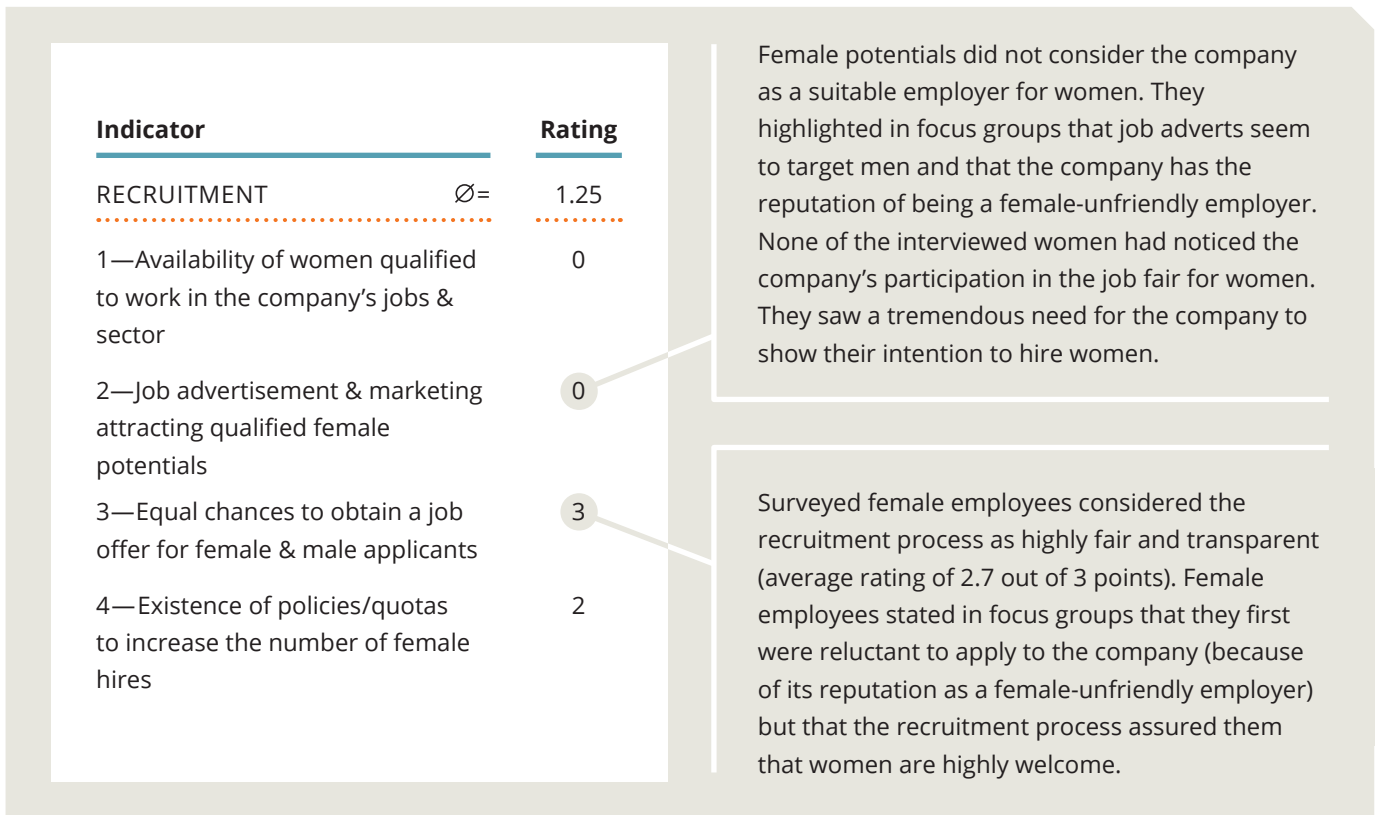 Indicator Rating
RECRUITMENT ∅= 1.25
1—Availability of women qualified 0
to work in the company’s jobs &
sector
2—Job advertisement & marketing 0
attracting qualified female
potentials
3—Equal chances to obtain a job 3
offer for female & male applicants
4—Existence of policies/quotas 2
to increase the number of female
hires
Female potentials did not consider the company
as a suitable employer for women. They
highlighted in focus groups that job adverts seem
to target men and that the company has the
reputation of being a female-unfriendly employer.
None of the interviewed women had noticed the
company’s participation in the job fair for women.
They saw a tremendous need for the company to
show their intention to hire women.
Surveyed female employees considered the
recruitment process as highly fair and transparent
(average rating of 2.7 out of 3 points). Female
employees stated in focus groups that they first
were reluctant to apply to the company (because
of its reputation as a female-unfriendly employer)
but that the recruitment process assured them
that women are highly welcome.